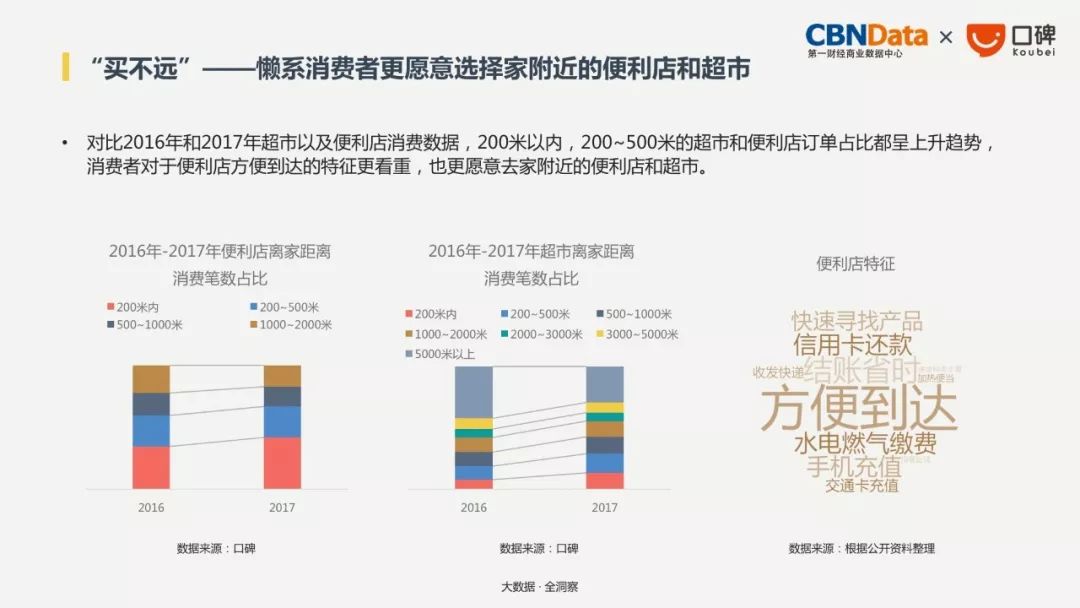 CBNData
第一财经商业数据中心
×
口碑
Koubei
“买不远”——懒系消费者更愿意选择家附近的便利店和超市
• 对比2016年和2017年超市以及便利店消费数据，200米以内，200~500米的超市和便利店订单占比都呈上升趋势，
消费者对于便利店方便到达的特征更看重，也更愿意去家附近的便利店和超市。
2016年-2017年便利店离家距离
消费笔数占比
200米内
200~500米
500~1000米
1000~2000米
2016
2017
数据来源：口碑
2016年-2017年超市离家距离
消费笔数占比
200米内
200~500米
500~1000米
1000~2000米
2000~3000米
3000~5000米
5000米以上
2016
2017
数据来源：口碑
便利店特征
快速寻找产品
信用卡还款
收发快递
结账省时
加热便当
方便到达
水电燃气缴费
手机充值
交通卡充值
数据来源：根据公开资料整理
大数据 · 全洞察